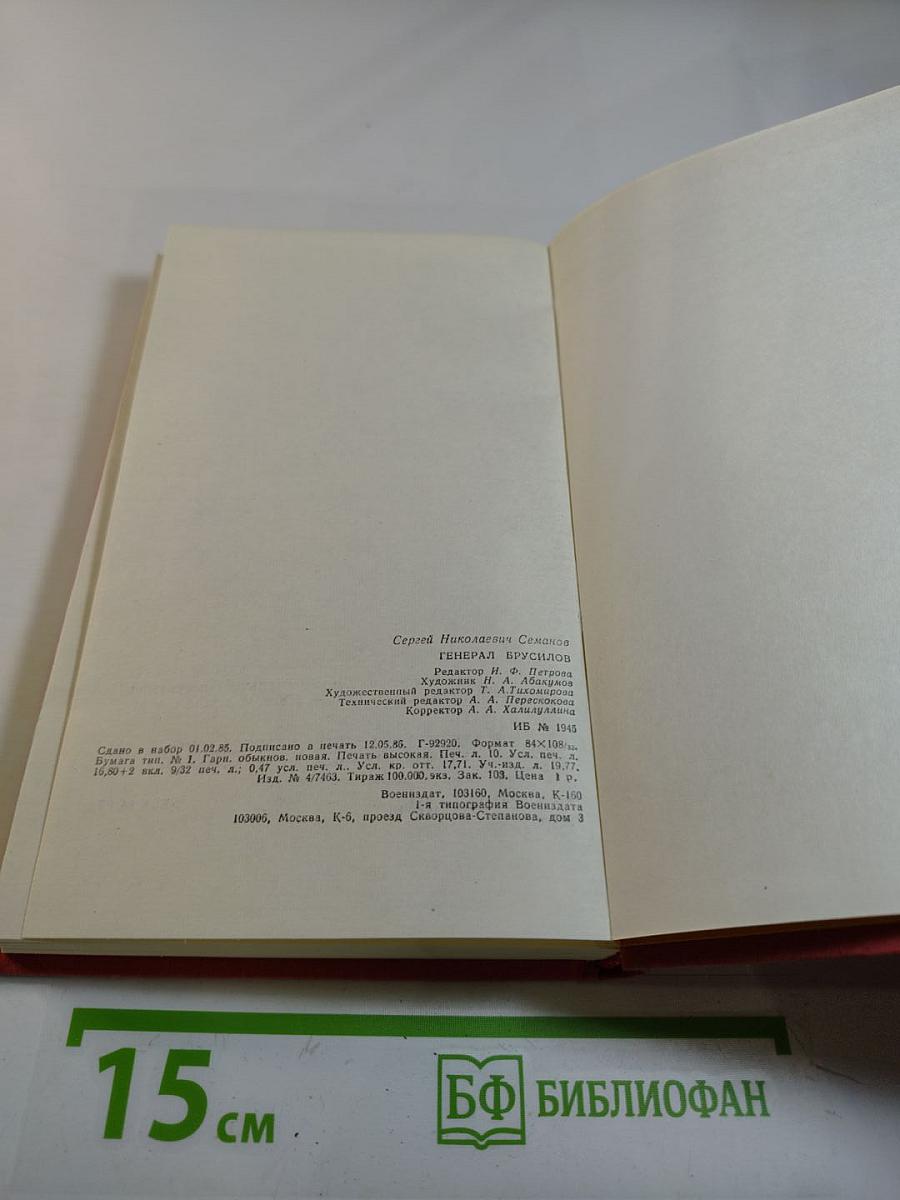 Сергей Николаевич Семанов
ГЕНЕРАЛ БРУСИЛОВ
Редактор И. Ф. Петрова
Художник Н. А. Абакумов
Художественный редактор Т. А.Тихомирова
Технический редактор А. А. Перескокова
Корректор А. А. Халилуллина
ИБ № 1945
Сдано в набор 01.02.85. Подписано в печать 12.05.86. Г-92920. Формат 84×108/32.
Бумага тип. № 1. Гарн. обыкнов. новая. Печать высокая. Печ. л. 10. Усл. печ. л.
16,80+2 вкл. 9/32 печ. л.; 0,47 усл. печ. л.. Усл. кр. отт. 17,71. Уч.-изд. л. 19,77.
Изд. № 4/7463. Тираж 100.000.экз. Зак. 103. Цена 1 р.
Воениздат, 103160, Москва, К-160
1-я типография Воениздата
103006, Москва, К-6, проезд Скворцова-Степанова, дом 3
15 см
БФ БИБЛИОФАН